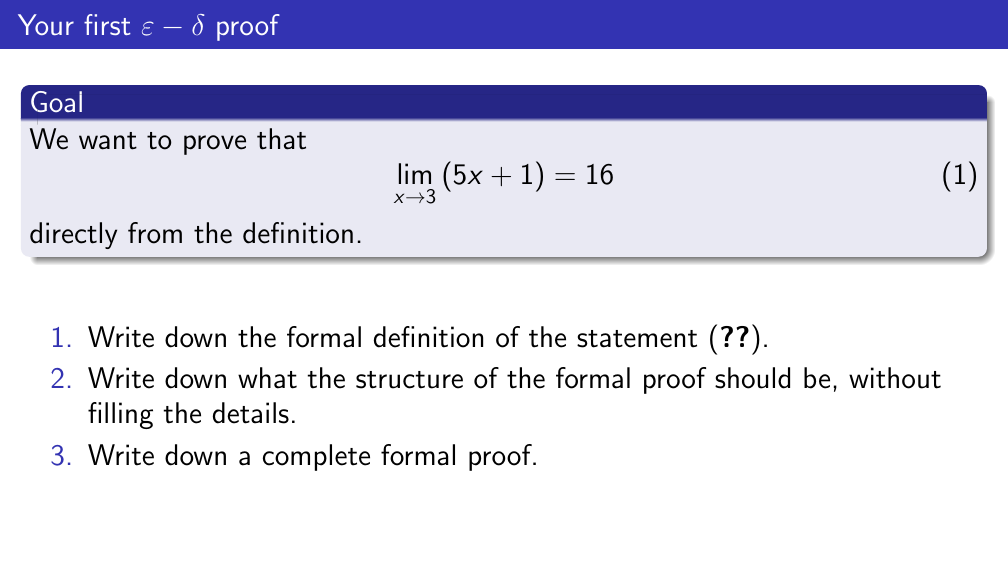 Your first ε − δ proof
Goal
We want to prove that
lim (5x + 1) = 16 (1)
x→3
directly from the definition.
1. Write down the formal definition of the statement (??).
2. Write down what the structure of the formal proof should be, without
filling the details.
3. Write down a complete formal proof.